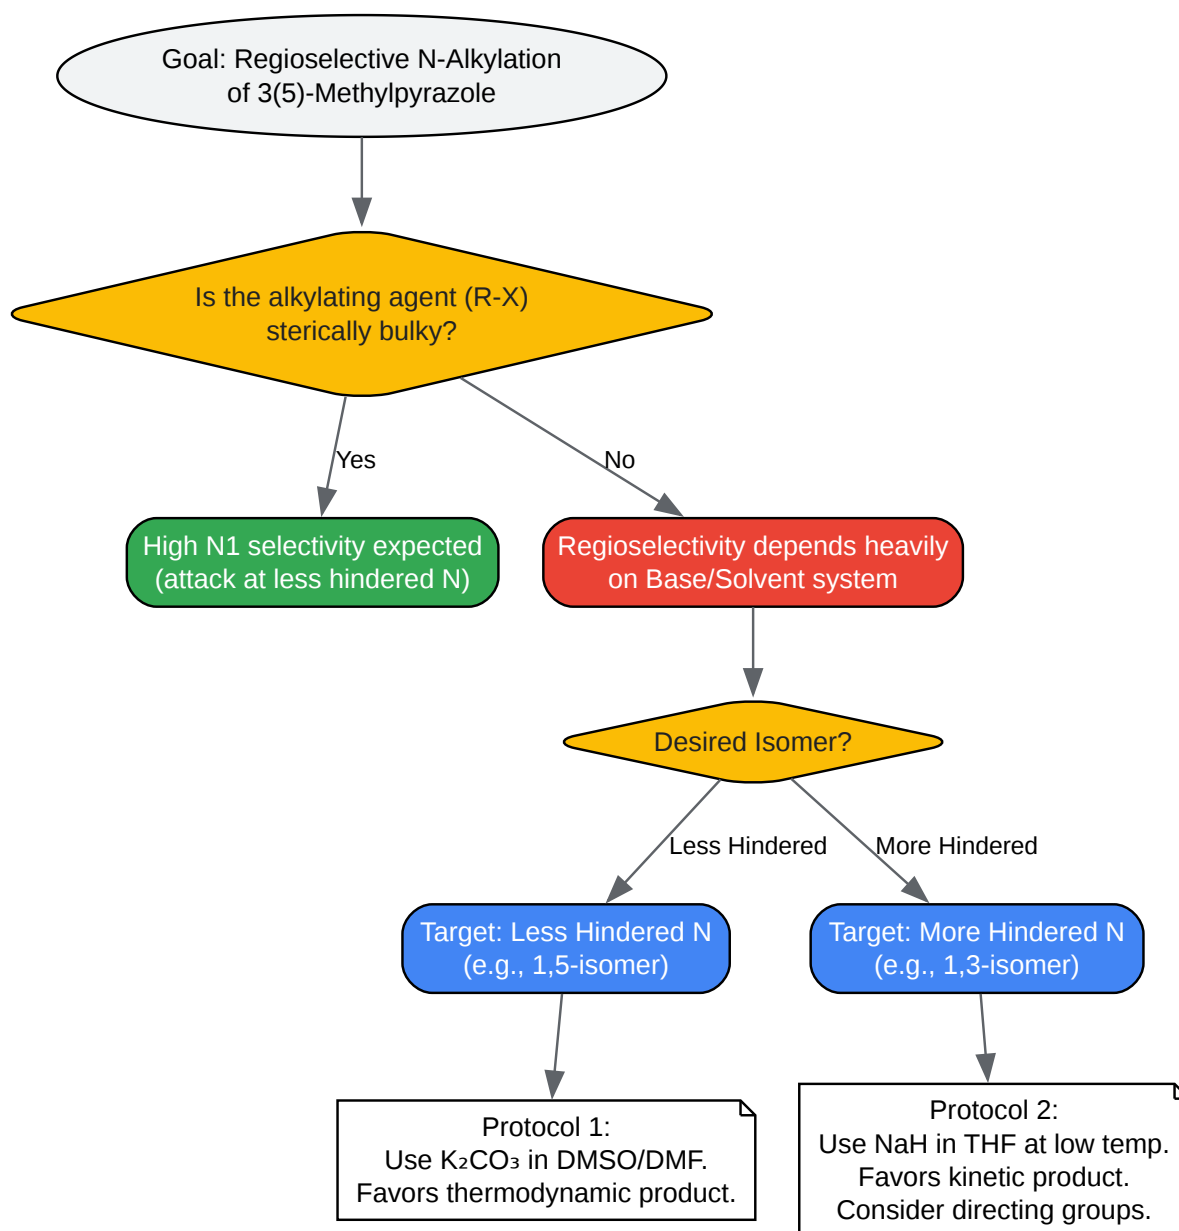 Goal: Regioselective N-Alkylation
of 3(5)-Methylpyrazole
Is the alkylating agent (R-X)
sterically bulky?
Yes
No
High N1 selectivity expected
(attack at less hindered N)
Regioselectivity depends heavily
on Base/Solvent system
Desired Isomer?
Less Hindered
More Hindered
Target: Less Hindered N
(e.g., 1,5-isomer)
Target: More Hindered N
(e.g., 1,3-isomer)
Protocol 1:
Use K₂CO₃ in DMSO/DMF.
Favors thermodynamic product.
Protocol 2:
Use NaH in THF at low temp.
Favors kinetic product.
Consider directing groups.